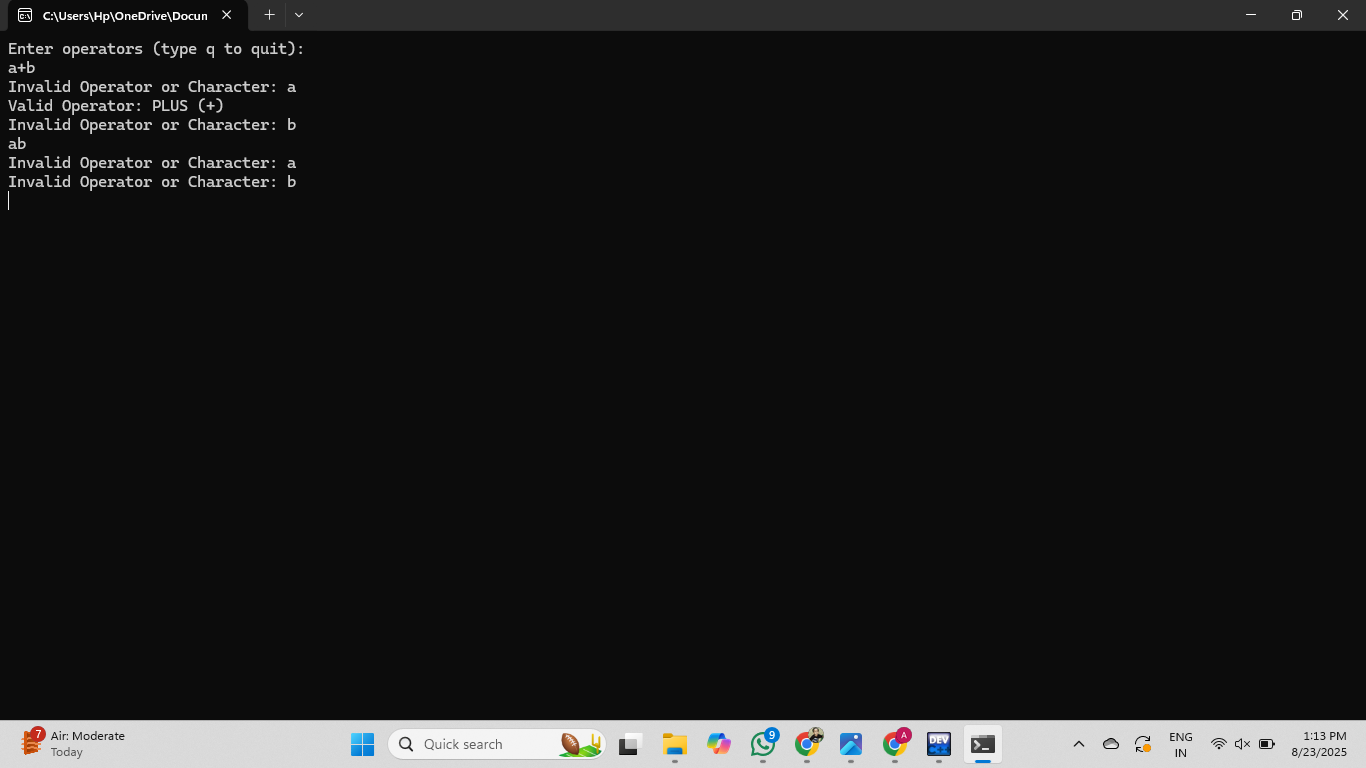 C:\Users\Hp\OneDrive\Docun
Enter operators (type q to quit):
a+b
Invalid Operator or Character: a
Valid Operator: PLUS (+)
Invalid Operator or Character: b
ab
Invalid Operator or Character: a
Invalid Operator or Character: b
7
Air: Moderate
Today
Quick search
9
A
DEV
ENG
IN
1:13 PM
8/23/2025